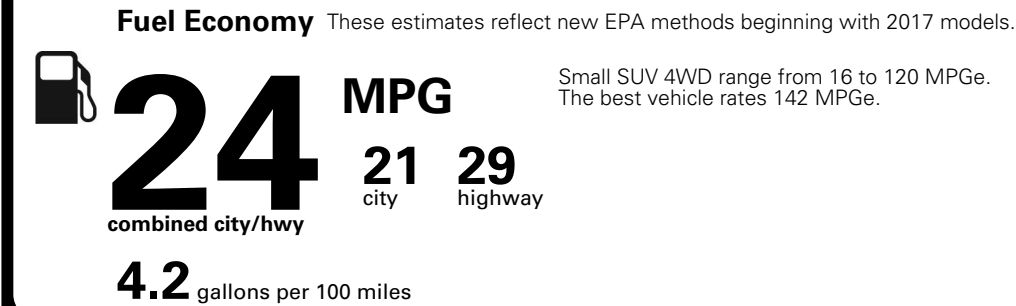 Fuel Economy These estimates reflect new EPA methods beginning with 2017 models.
24 MPG
Small SUV 4WD range from 16 to 120 MPGe.
The best vehicle rates 142 MPGe.
21 29
city highway
combined city/hwy
4.2 gallons per 100 miles